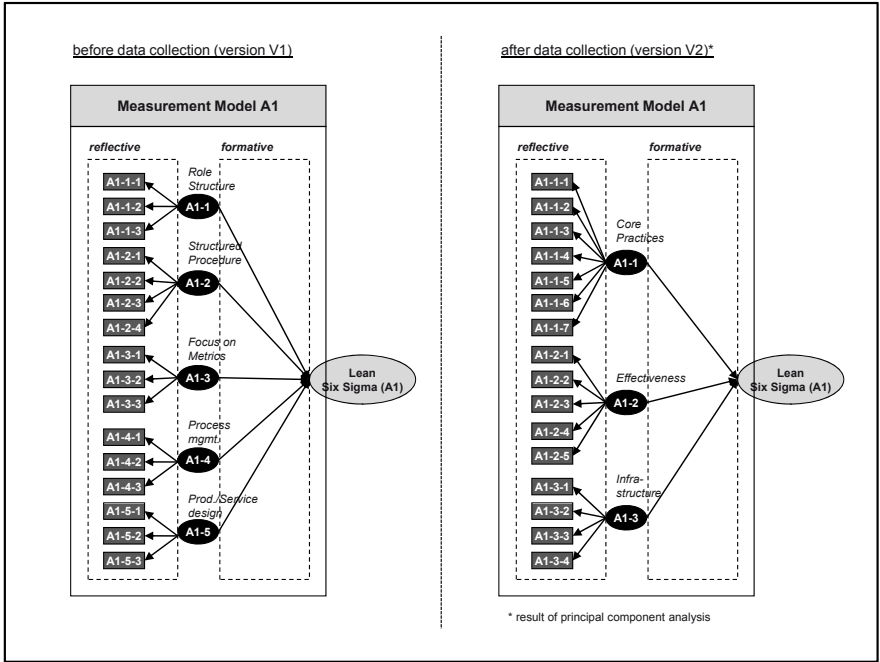 before data collection (version V1)
Measurement Model A1
reflective
formative
A1-1-1
A1-1-2
A1-1-3
Role
Structure
A1-1
A1-2-1
A1-2-2
A1-2-3
A1-2-4
Structured
Procedure
A1-2
A1-3-1
A1-3-2
A1-3-3
Focus on
Metrics
A1-3
A1-4-1
A1-4-2
A1-4-3
Process
mgmt.
A1-4
A1-5-1
A1-5-2
A1-5-3
Prod./Service
design
A1-5
Lean
Six Sigma (A1)
after data collection (version V2)*
Measurement Model A1
reflective
formative
A1-1-1
A1-1-2
A1-1-3
A1-1-4
A1-1-5
A1-1-6
A1-1-7
Core
Practices
A1-1
A1-2-1
A1-2-2
A1-2-3
A1-2-4
A1-2-5
Effectiveness
A1-2
A1-3-1
A1-3-2
A1-3-3
A1-3-4
Infra-
structure
A1-3
Lean
Six Sigma (A1)
* result of principal component analysis